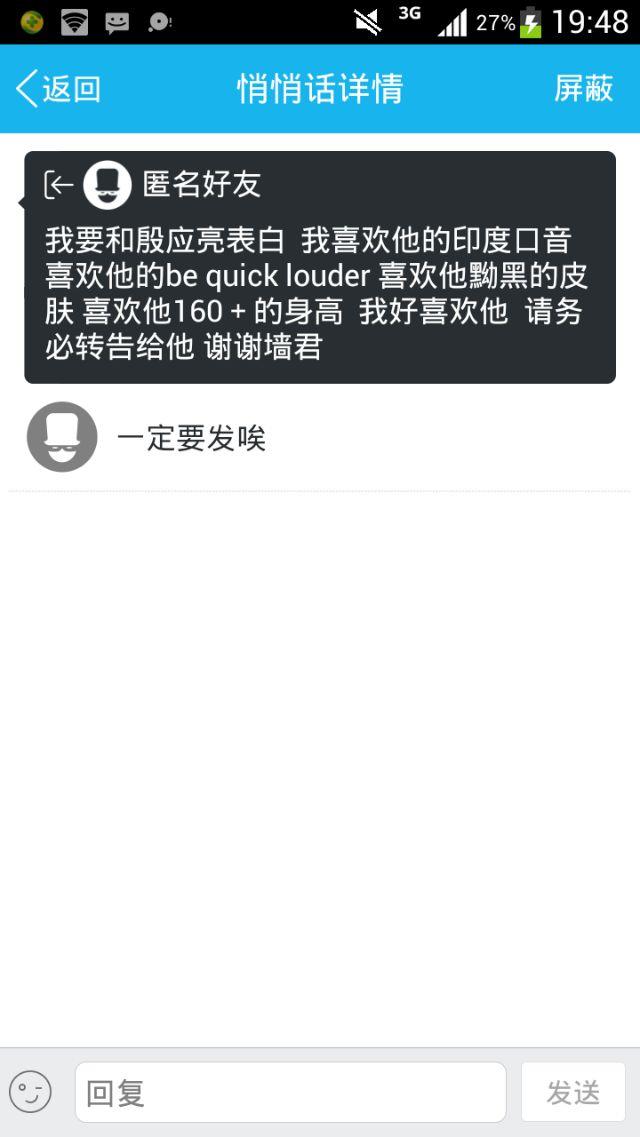 3G 27% 19:48
返回 悄悄话详情 屏蔽
匿名好友
我要和殷应亮表白 我喜欢他的印度口音
喜欢他的be quick louder 喜欢他黝黑的皮
肤 喜欢他160 + 的身高 我好喜欢他 请务
必转告给他 谢谢墙君
一定要发唉
回复 发送